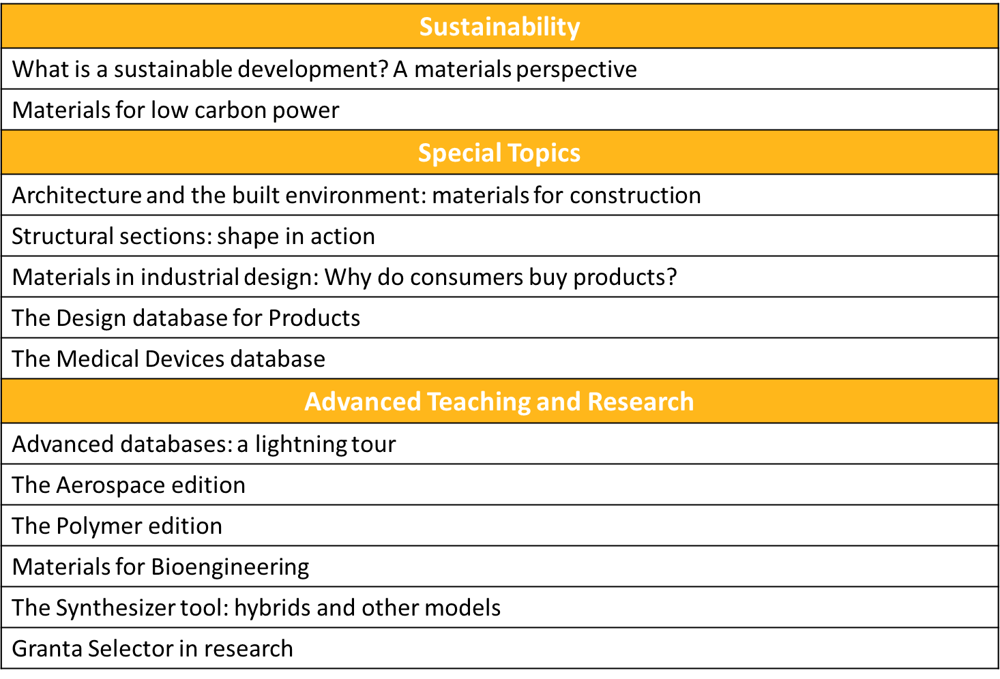 Sustainability
What is a sustainable development? A materials perspective
Materials for low carbon power
Special Topics
Architecture and the built environment: materials for construction
Structural sections: shape in action
Materials in industrial design: Why do consumers buy products?
The Design database for Products
The Medical Devices database
Advanced Teaching and Research
Advanced databases: a lightning tour
The Aerospace edition
The Polymer edition
Materials for Bioengineering
The Synthesizer tool: hybrids and other models
Granta Selector in research